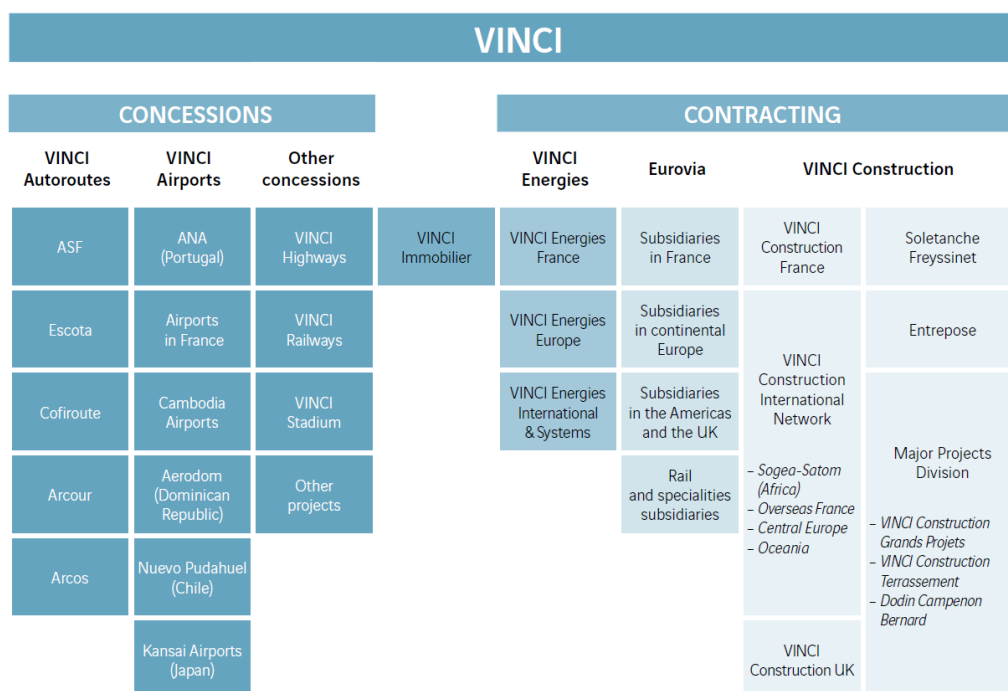 VINCI
CONCESSIONS
VINCI
Autoroutes
ASF
Escota
Cofiroute
Arcour
Arcos
VINCI
Airports
ANA
(Portugal)
Airports
in France
Cambodia
Airports
Aerodom
(Dominican
Republic)
Nuevo Pudahuel
(Chile)
Kansai Airports
(Japan)
Other
concessions
VINCI
Highways
VINCI
Railways
VINCI
Stadium
Other
projects
VINCI
Immobilier
CONTRACTING
VINCI
Energies
VINCI Energies
France
VINCI Energies
Europe
VINCI Energies
International
& Systems
Eurovia
Subsidiaries
in France
Subsidiaries
in continental
Europe
Subsidiaries
in the Americas
and the UK
Rail
and specialities
subsidiaries
VINCI Construction
VINCI
Construction
France
VINCI
Construction
International
Network
– Sogea-Satom
(Africa)
– Overseas France
– Central Europe
– Oceania
VINCI
Construction UK
Soletanche
Freyssinet
Entrepose
Major Projects
Division
– VINCI Construction
Grands Projets
– VINCI Construction
Terrassement
– Dodin Campenon
Bernard